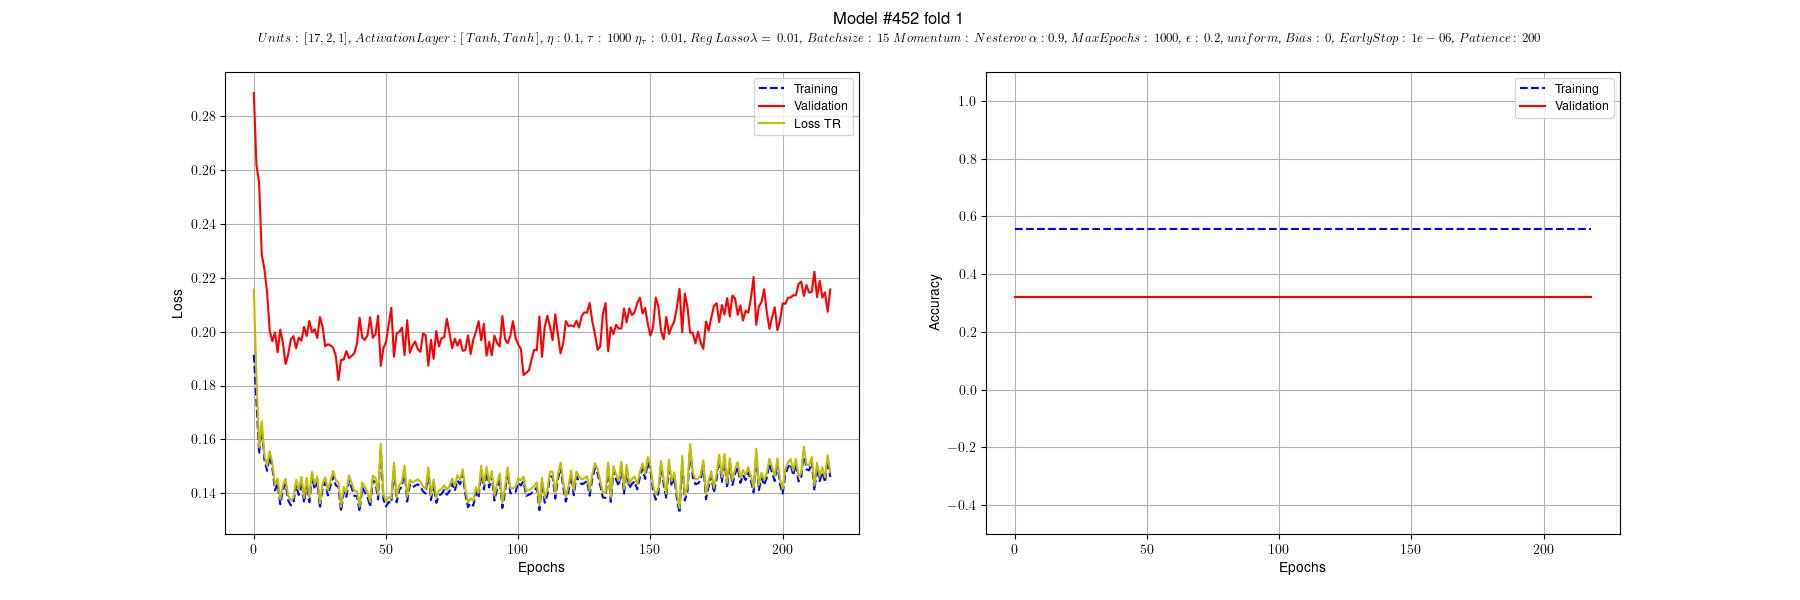 Model #452 fold 1
Units : [17, 2, 1], ActivationLayer : [Tanh, Tanh], η : 0.1, τ : 1000 η_τ : 0.01, Reg Lassoλ = 0.01, Batchsize : 15 Momentum : Nesterov α : 0.9, MaxEpochs : 1000, ϵ : 0.2, uniform, Bias : 0, EarlyStop : 1e − 06, Patience : 200
Training
Validation
Loss TR
0.28
0.26
0.24
0.22
0.20
0.18
0.16
0.14
Loss
0
50
100
150
200
Epochs
Training
Validation
1.0
0.8
0.6
0.4
0.2
0.0
−0.2
−0.4
Accuracy
0
50
100
150
200
Epochs